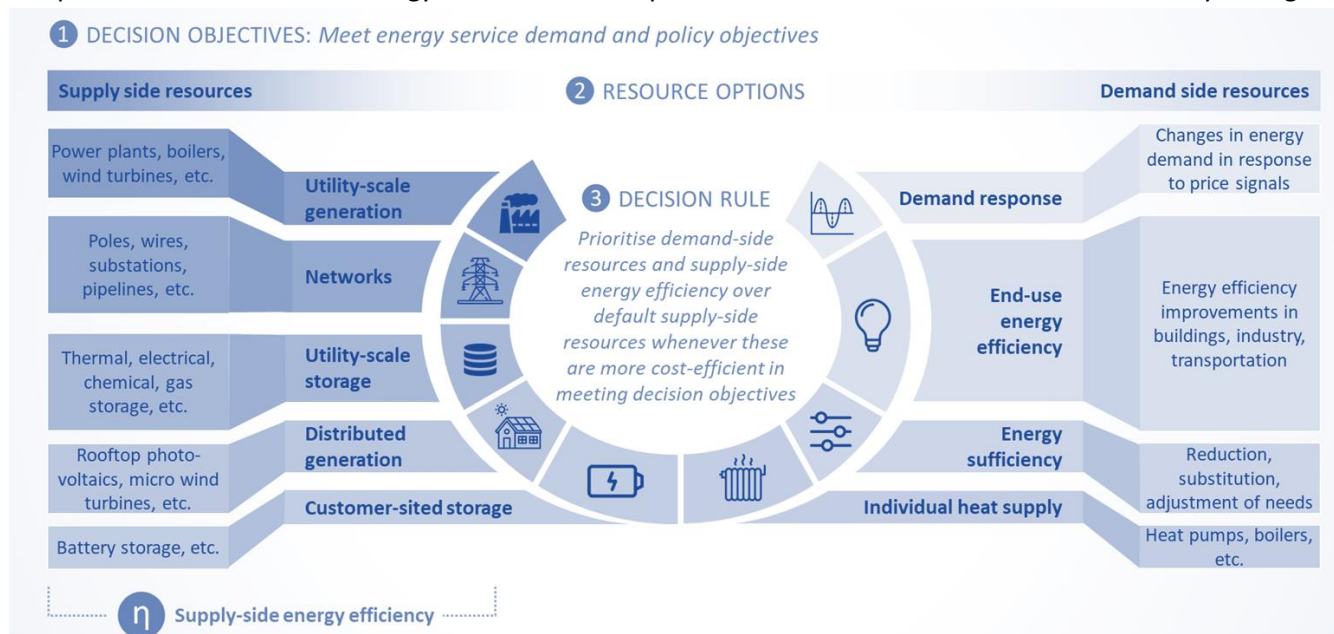 1 DECISION OBJECTIVES: Meet energy service demand and policy objectives
Supply side resources
2 RESOURCE OPTIONS
Demand side resources
Power plants, boilers,
wind turbines, etc.
Utility-scale
generation
Poles, wires,
substations,
pipelines, etc.
Networks
Thermal, electrical,
chemical, gas
storage, etc.
Utility-scale
storage
Rooftop photo-
voltaics, micro wind
turbines, etc.
Distributed
generation
Battery storage, etc.
Customer-sited storage
3 DECISION RULE
Prioritise demand-side
resources and supply-side
energy efficiency over
default supply-side
resources whenever these
are more cost-efficient in
meeting decision objectives
Demand response
Changes in energy
demand in response
to price signals
End-use
energy
efficiency
Energy efficiency
improvements in
buildings, industry,
transportation
Energy
sufficiency
Reduction,
substitution,
adjustment of needs
Individual heat supply
Heat pumps, boilers,
etc.
η Supply-side energy efficiency